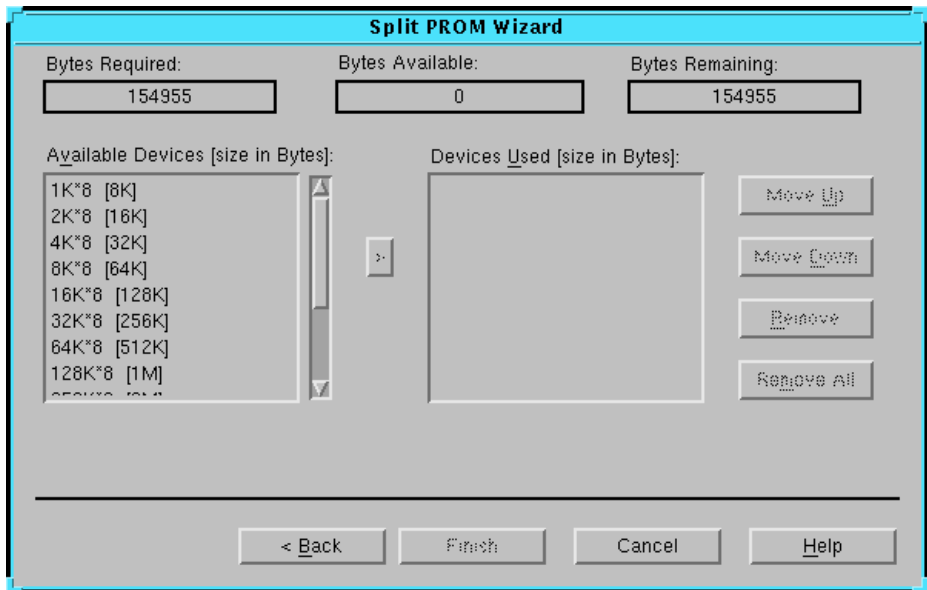 Split PROM Wizard
Bytes Required:
Bytes Available:
Bytes Remaining:
154955
0
154955
Available Devices [size in Bytes]:
Devices Used [size in Bytes]:
1K*8 [8K]
2K*8 [16K]
4K*8 [32K]
8K*8 [64K]
16K*8 [128K]
32K*8 [256K]
64K*8 [512K]
128K*8 [1M]
>
Move Up
Move Down
Remove
Remove All
< Back
Finish
Cancel
Help